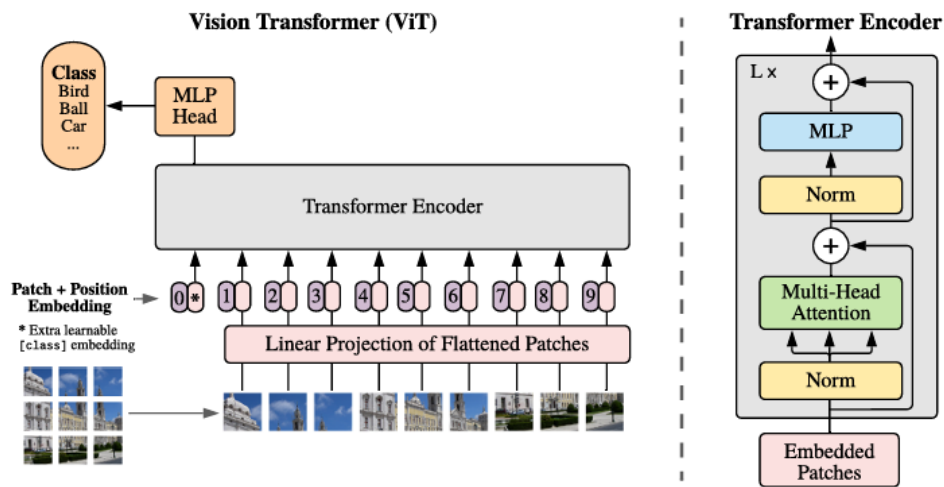 Vision Transformer (ViT)
Class
Bird
Ball
Car
...
MLP
Head
Transformer Encoder
Patch + Position
Embedding
0 * 1 2 3 4 5 6 7 8 9
* Extra learnable
[class] embedding
Linear Projection of Flattened Patches
Transformer Encoder
L ×
+
MLP
Norm
+
Multi-Head
Attention
Norm
Embedded
Patches